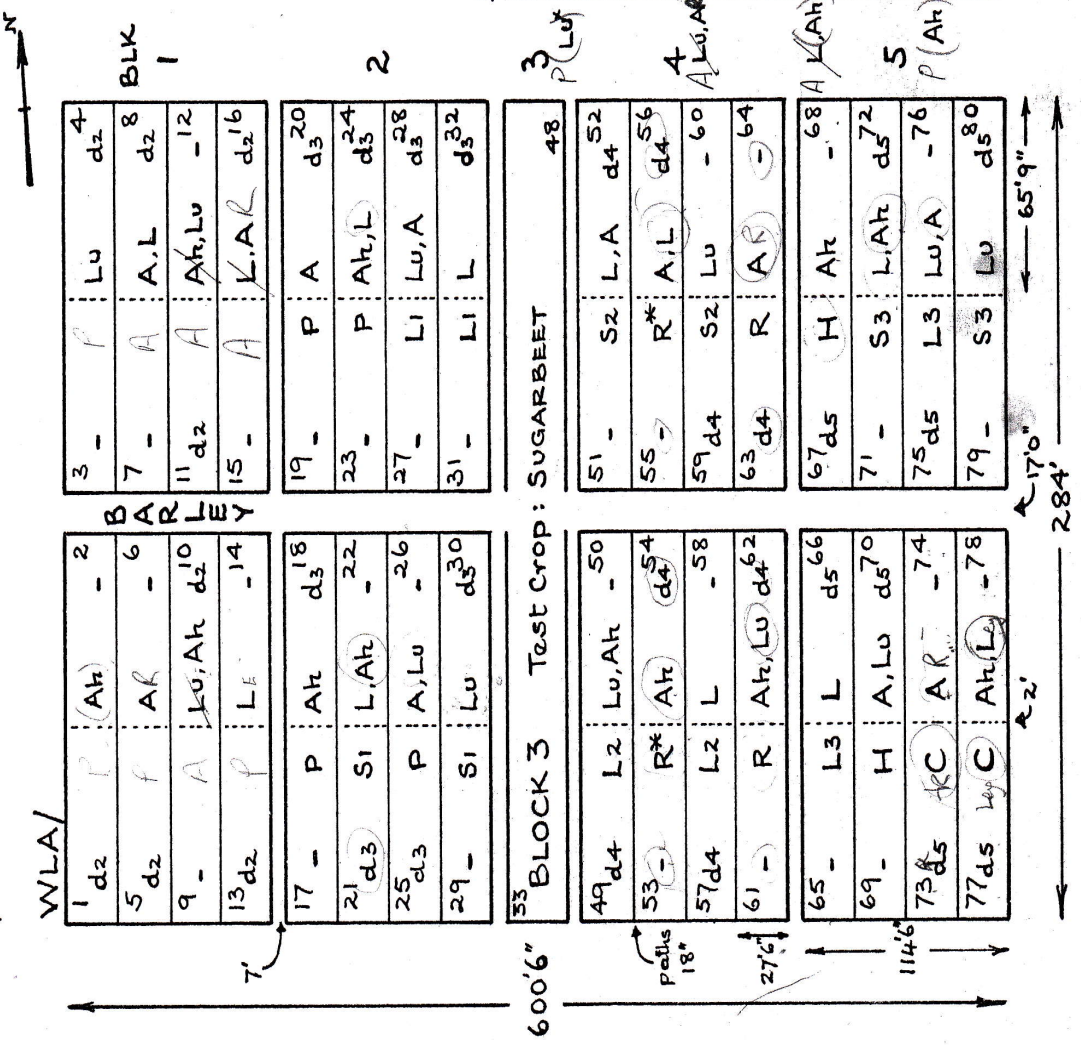 N
WLA/
BLK
1 d2 P (Ah) - 2
3 - P Lu d2 4
5 d2 P AR - 6
7 - A A,L d2 8
9 - A Lu,Ah d2 10
11 d2 A Ah,Lu - 12
13 d2 P LE - 14
15 - A L,AR d2 16
BARLEY
1
7'
17 - P Ah d3 18
19 - P A d3 20
21 d3 S1 L,Ah - 22
23 - P Ah,L d3 24
25 d3 P A,Lu - 26
27 - L1 Lu,A d3 28
29 - S1 Lu d3 30
31 - L1 L d3 32
2
33 BLOCK 3 Test Crop: SUGARBEET 48
3
P(Lu*)
49 d4 L2 Lu,Ah - 50
51 - S2 L,A d4 52
53 - R* Ah d4 54
55 - R* A,L d4 56
57 d4 L2 L - 58
59 d4 S2 Lu - 60
61 - R Ah,Lu d4 62
63 d4 R AR - 64
4
A Lu,AR
paths 18"
27'6"
65 - L3 L d5 66
67 d5 H Ah - 68
69 - H A,Lu d5 70
71 - S3 L,Ah d5 72
73 d5 C AR - 74
75 d5 L3 Lu,A - 76
77 d5 Ley C Ah,Ley - 78
79 - S3 Lu d5 80
5
P(Ah)
114'6"
600'6"
2'
17'0"
65'9"
284'